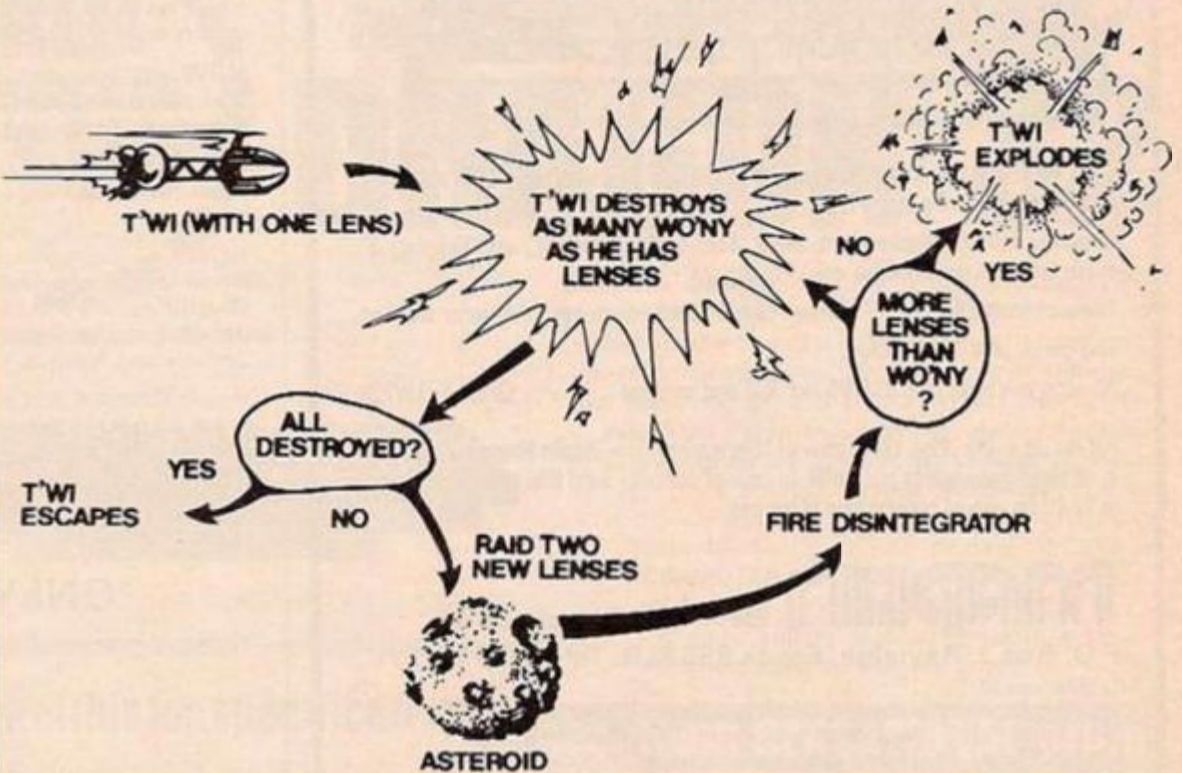 T'WI (WITH ONE LENS)
T'WI DESTROYS
AS MANY WO'NY
AS HE HAS
LENSES
T'WI
EXPLODES
NO
YES
MORE
LENSES
THAN
WO'NY
?
ALL
DESTROYED?
YES
T'WI
ESCAPES
NO
RAID TWO
NEW LENSES
FIRE DISINTEGRATOR
ASTEROID